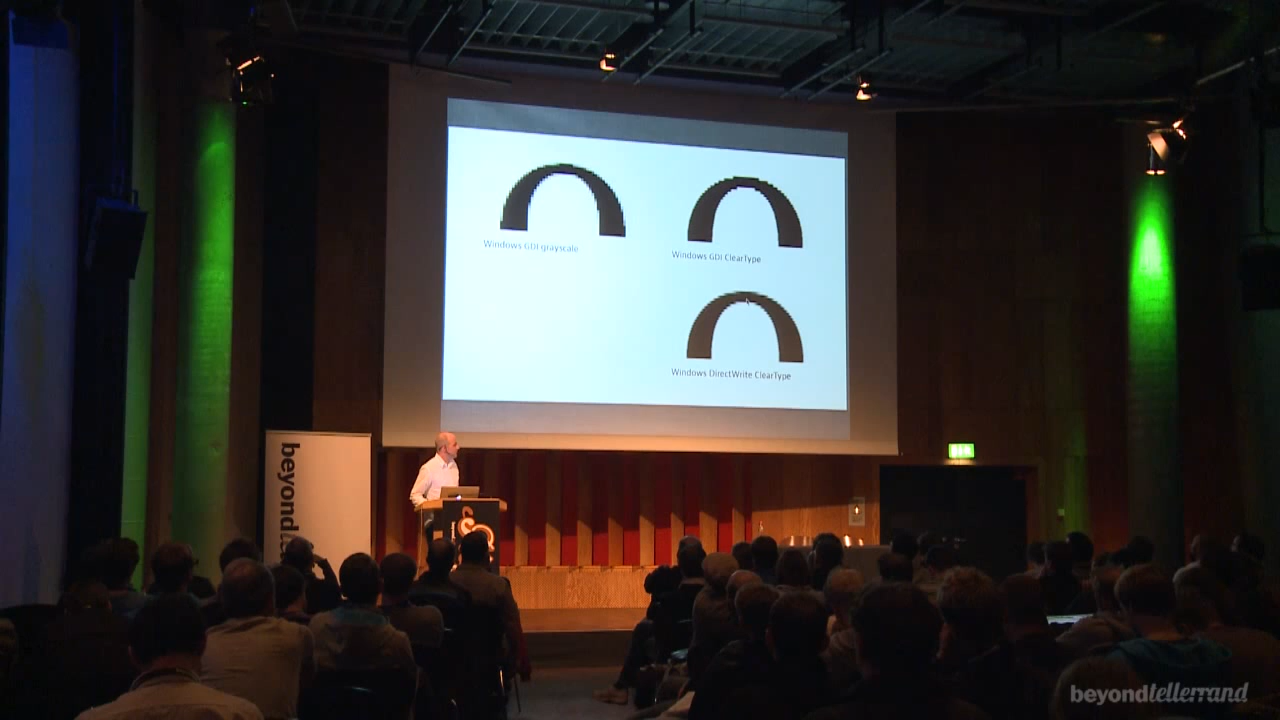 Windows GDI grayscale
Windows GDI ClearType
Windows DirectWrite ClearType
beyond
beyondtellerrand